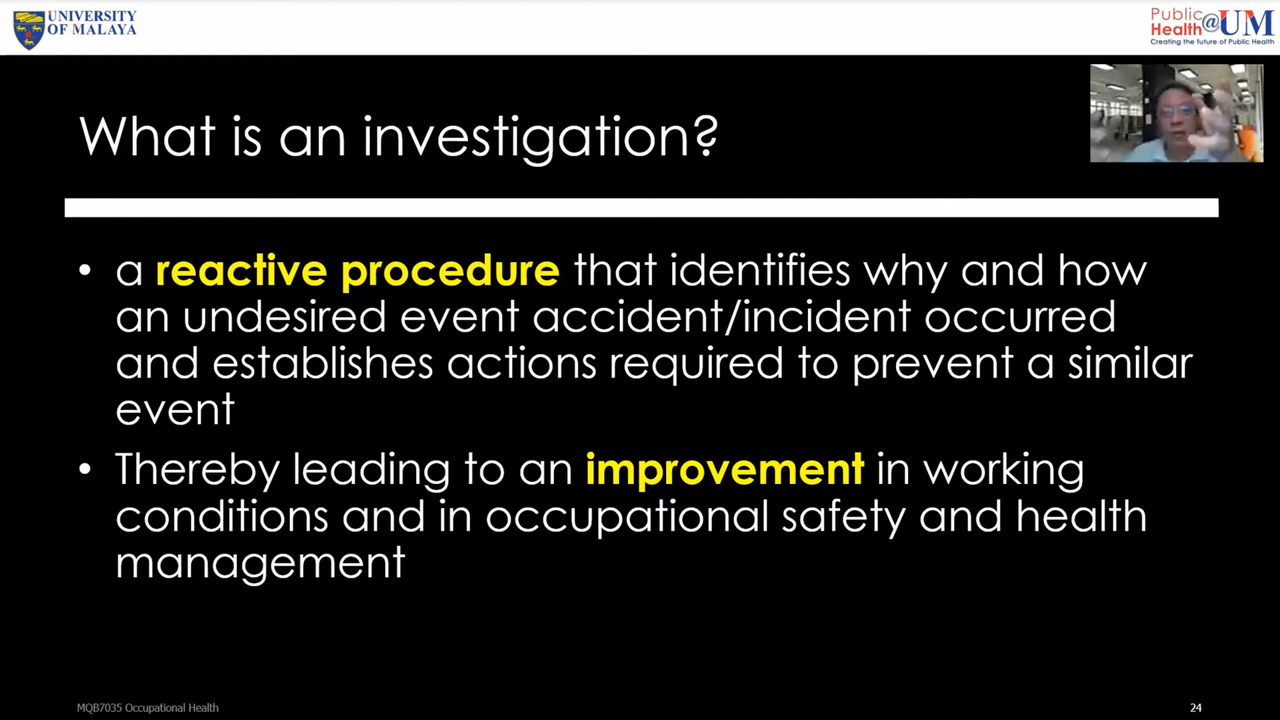 UNIVERSITY
OF MALAYA
Public
Health@UM
Creating the future of Public Health
What is an investigation?
• a reactive procedure that identifies why and how
an undesired event accident/incident occurred
and establishes actions required to prevent a similar
event
• Thereby leading to an improvement in working
conditions and in occupational safety and health
management
MQB7035 Occupational Health
24